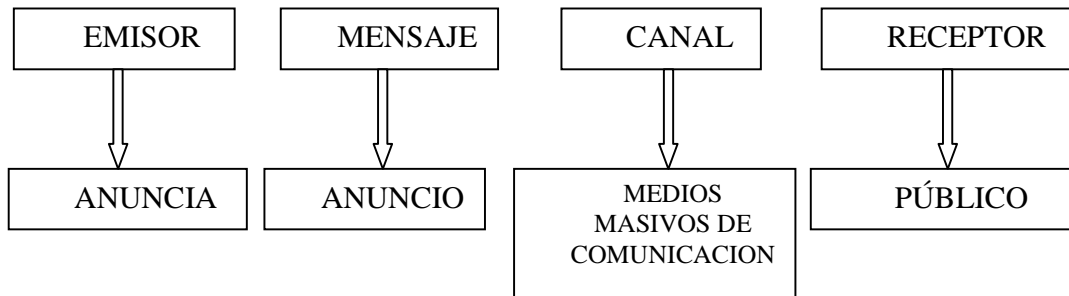 EMISOR
MENSAJE
CANAL
RECEPTOR
ANUNCIA
ANUNCIO
MEDIOS
MASIVOS DE
COMUNICACION
PÚBLICO